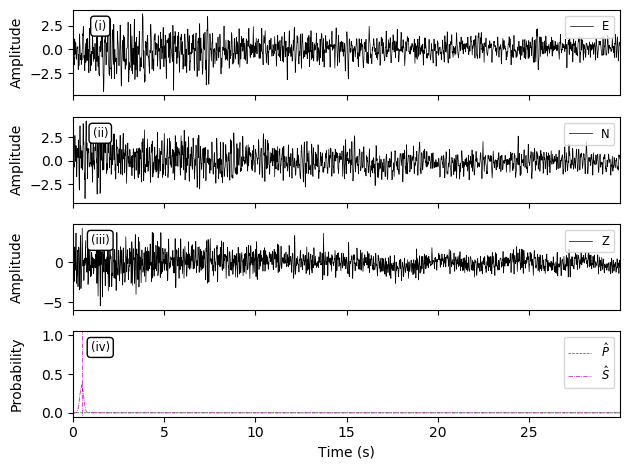 Amplitude
2.5
0.0
−2.5
(i)
E
Amplitude
2.5
0.0
−2.5
(ii)
N
Amplitude
0
−5
(iii)
Z
Probability
1.0
0.5
0.0
(iv)
P̂
Ŝ
0 5 10 15 20 25
Time (s)